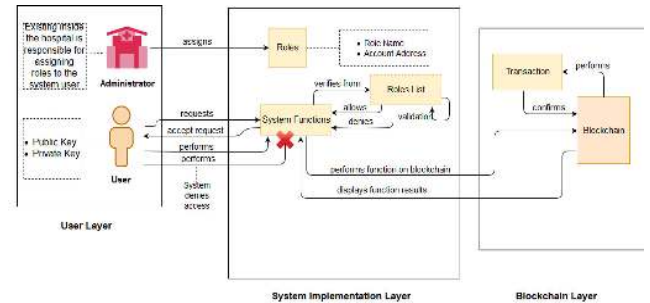 Existing inside
the hospital is
responsible for
assigning
roles to the
system user
Administrator
assigns
Roles
• Role Name
• Account Address
• Public Key
• Private Key
User
requests
accept request
performs
performs
System
denies
access
System Functions
verifies from
Roles List
allows
denies
validation
performs function on blockchain
displays function results
Transaction
performs
confirms
Blockchain
User Layer
System Implementation Layer
Blockchain Layer